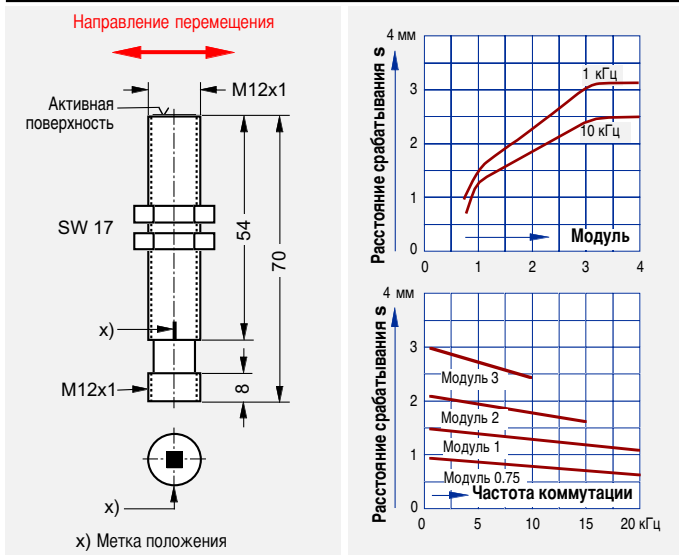 Направление перемещения
M12x1
Активная
поверхность
SW 17
54
70
x)
M12x1
8
x)
x) Метка положения
Расстояние срабатывания s
4 мм
3
2
1
0
1 кГц
10 кГц
Модуль
0 1 2 3 4
Расстояние срабатывания s
4 мм
3
2
1
0
Модуль 3
Модуль 2
Модуль 1
Модуль 0.75
Частота коммутации
0 5 10 15 20 кГц